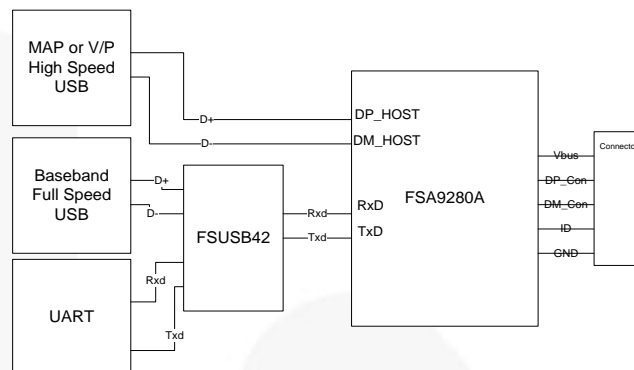 MAP or V/P
High Speed
USB
D+
D-
DP_HOST
DM_HOST
Baseband
Full Speed
USB
D+
D-
FSUSB42
Rxd
Txd
RxD
TxD
FSA9280A
Vbus
DP_Con
DM_Con
ID
GND
Connecto
UART
Rxd
Txd